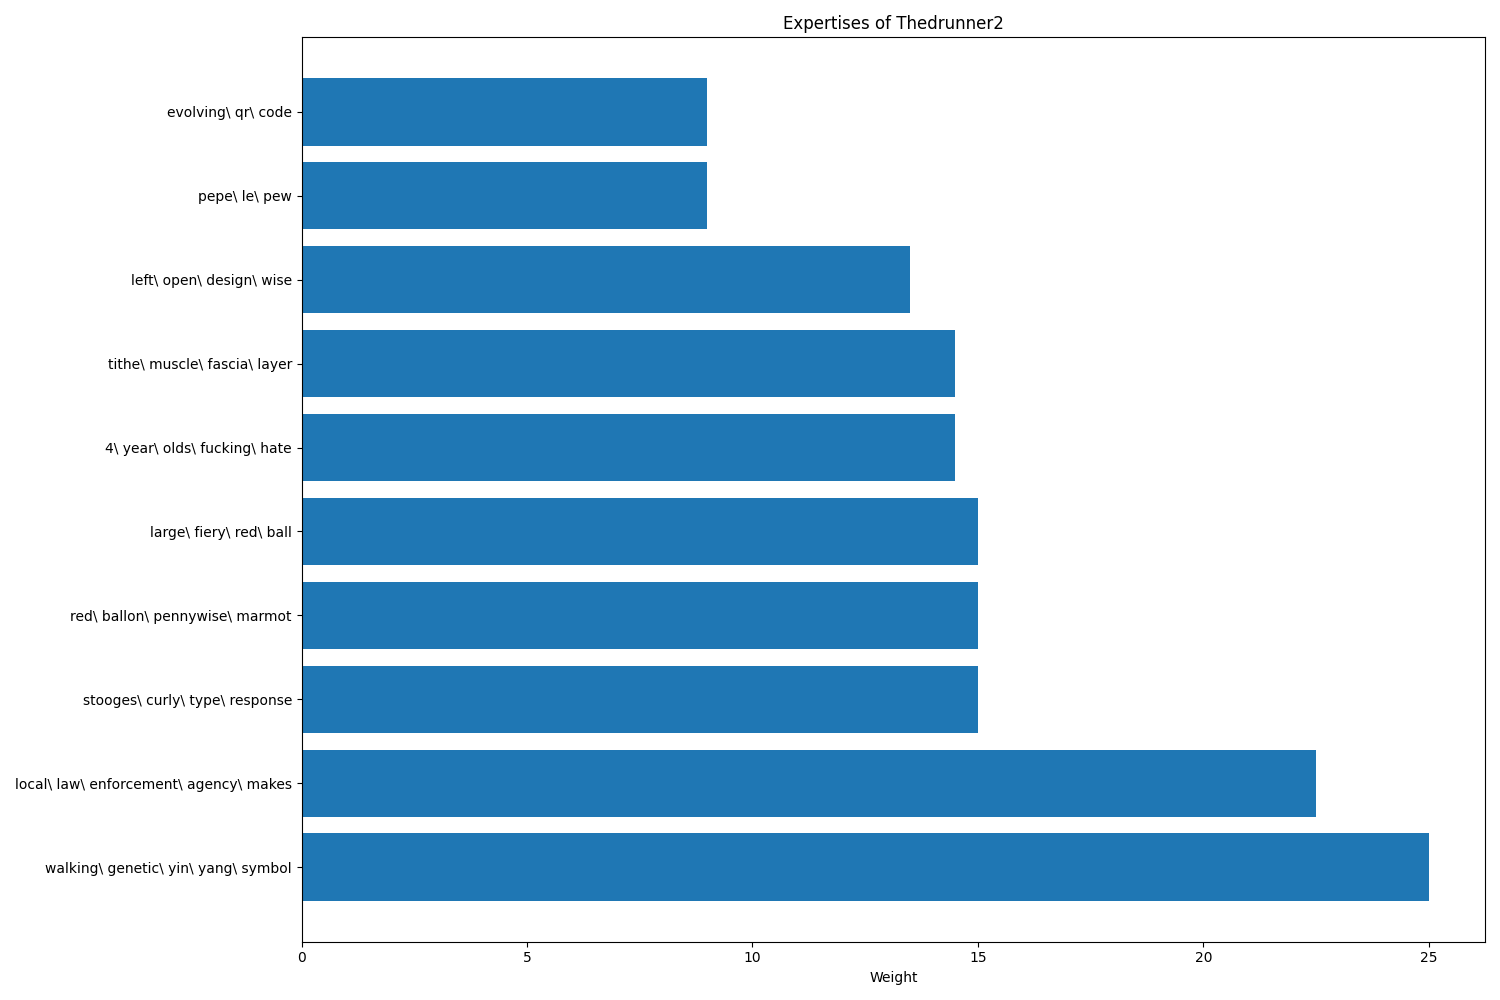 Expertises of Thedrunner2
evolving\ qr\ code
pepe\ le\ pew
left\ open\ design\ wise
tithe\ muscle\ fascia\ layer
4\ year\ olds\ fucking\ hate
large\ fiery\ red\ ball
red\ ballon\ pennywise\ marmot
stooges\ curly\ type\ response
local\ law\ enforcement\ agency\ makes
walking\ genetic\ yin\ yang\ symbol
0 5 10 15 20 25
Weight